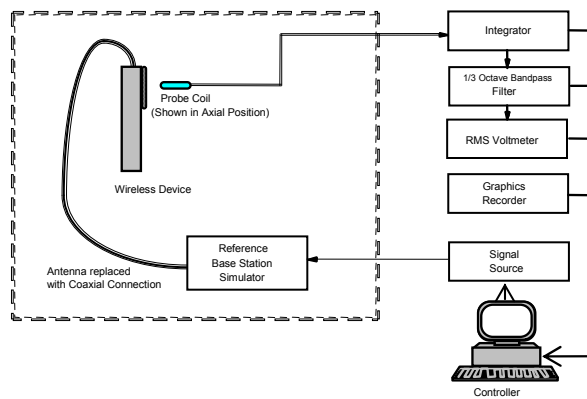 Integrator
1/3 Octave Bandpass
Filter
RMS Voltmeter
Graphics
Recorder
Signal
Source
Controller
Probe Coil
(Shown in Axial Position)
Wireless Device
Reference
Base Station
Simulator
Antenna replaced
with Coaxial Connection